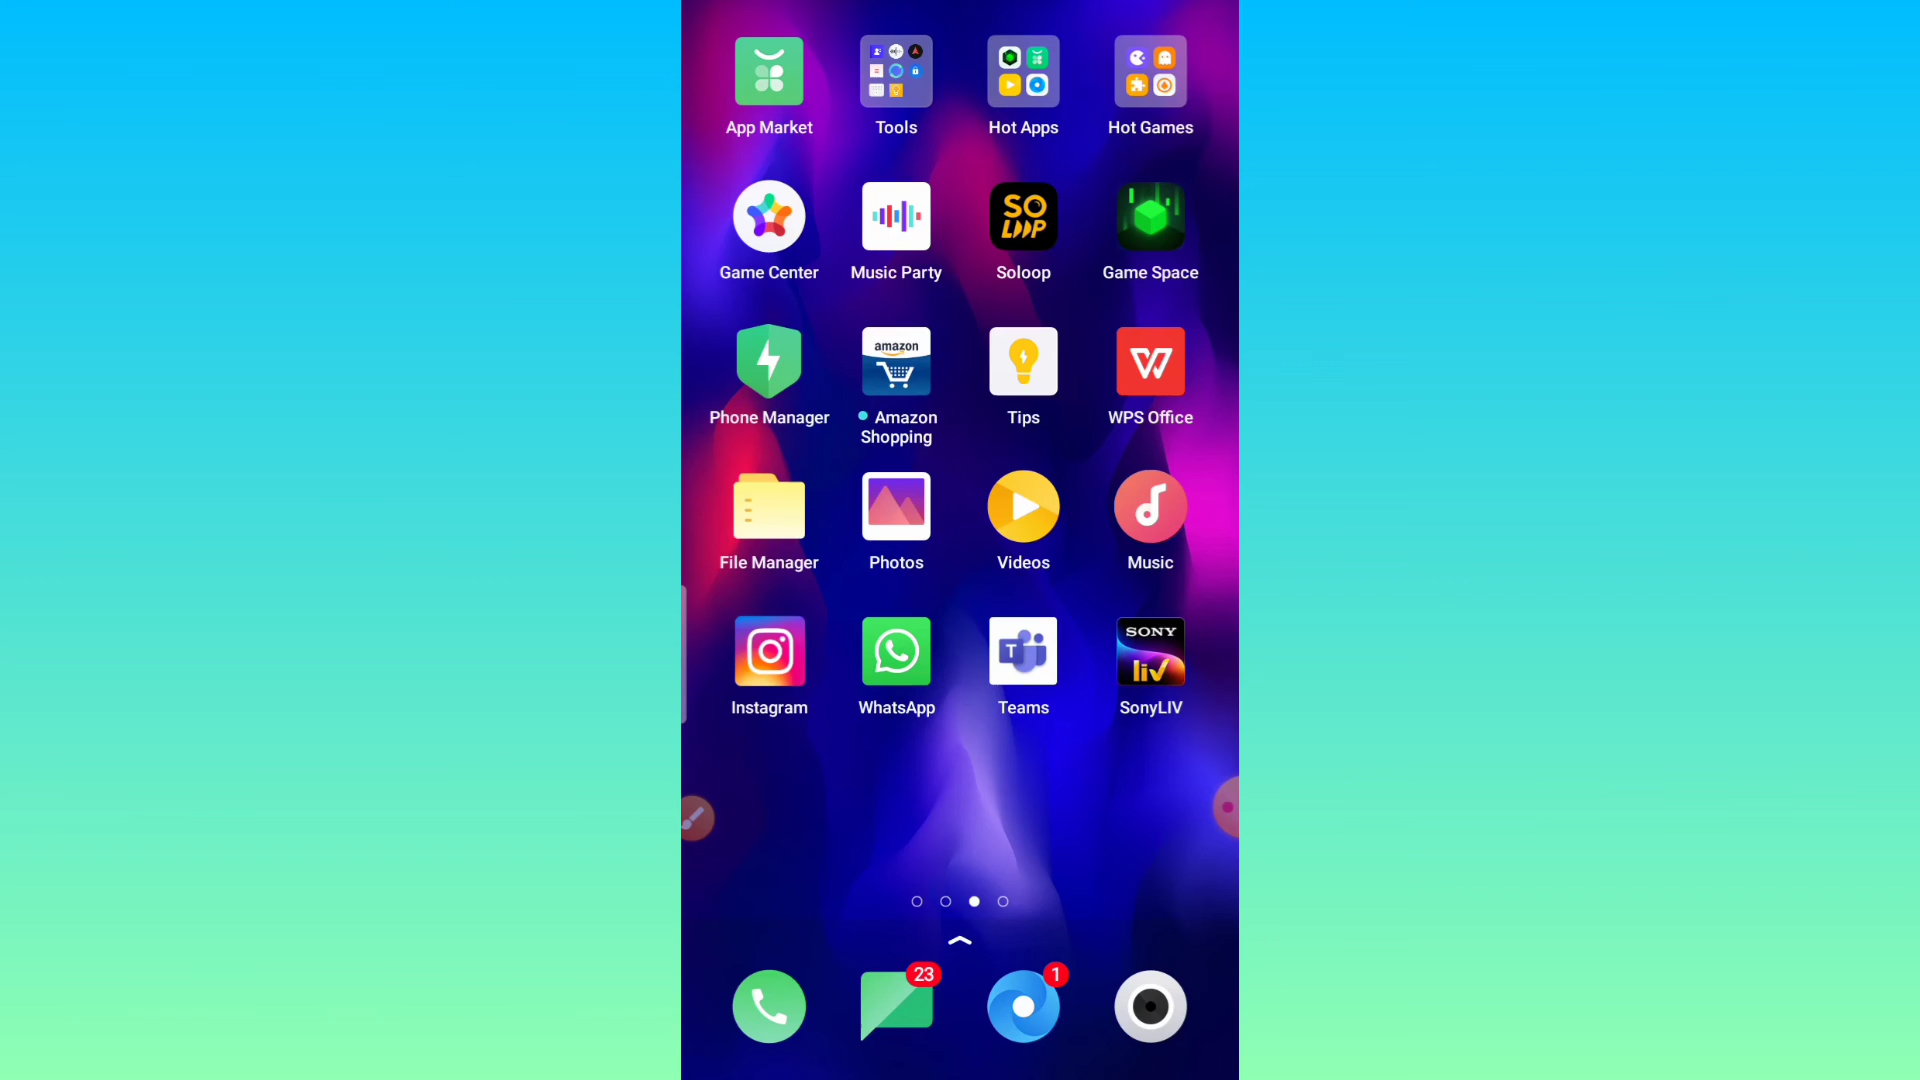 App Market
Tools
Hot Apps
Hot Games
Game Center
Music Party
SO
LOOP
Soloop
Game Space
Phone Manager
amazon
Amazon
Shopping
Tips
W
WPS Office
File Manager
Photos
Videos
Music
Instagram
WhatsApp
T
Teams
SONY
liv
SonyLIV
23
1